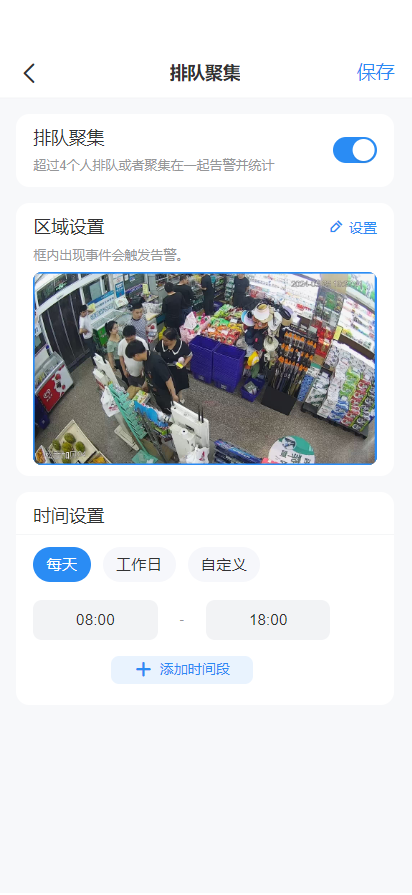 排队聚集
保存
排队聚集
超过4个人排队或者聚集在一起告警并统计
区域设置
设置
框内出现事件会触发告警。
时间设置
每天
工作日
自定义
08:00
-
18:00
添加时间段